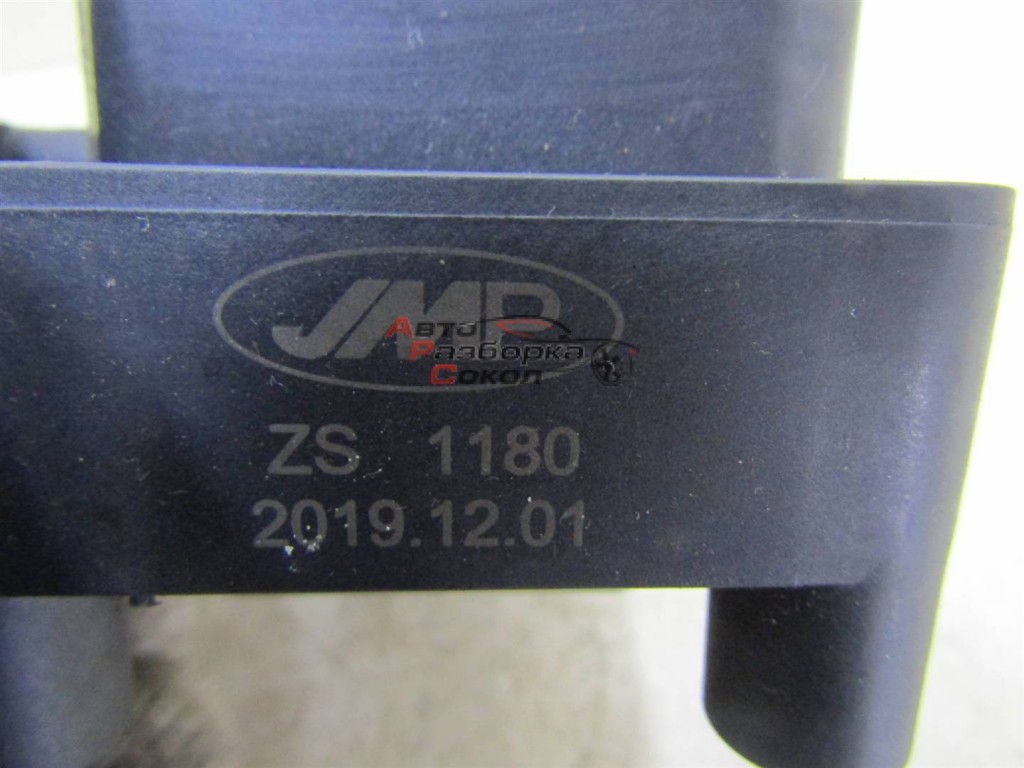 JMP
Авто
Разборка
Сокол
ZS 1180
2019.12.01